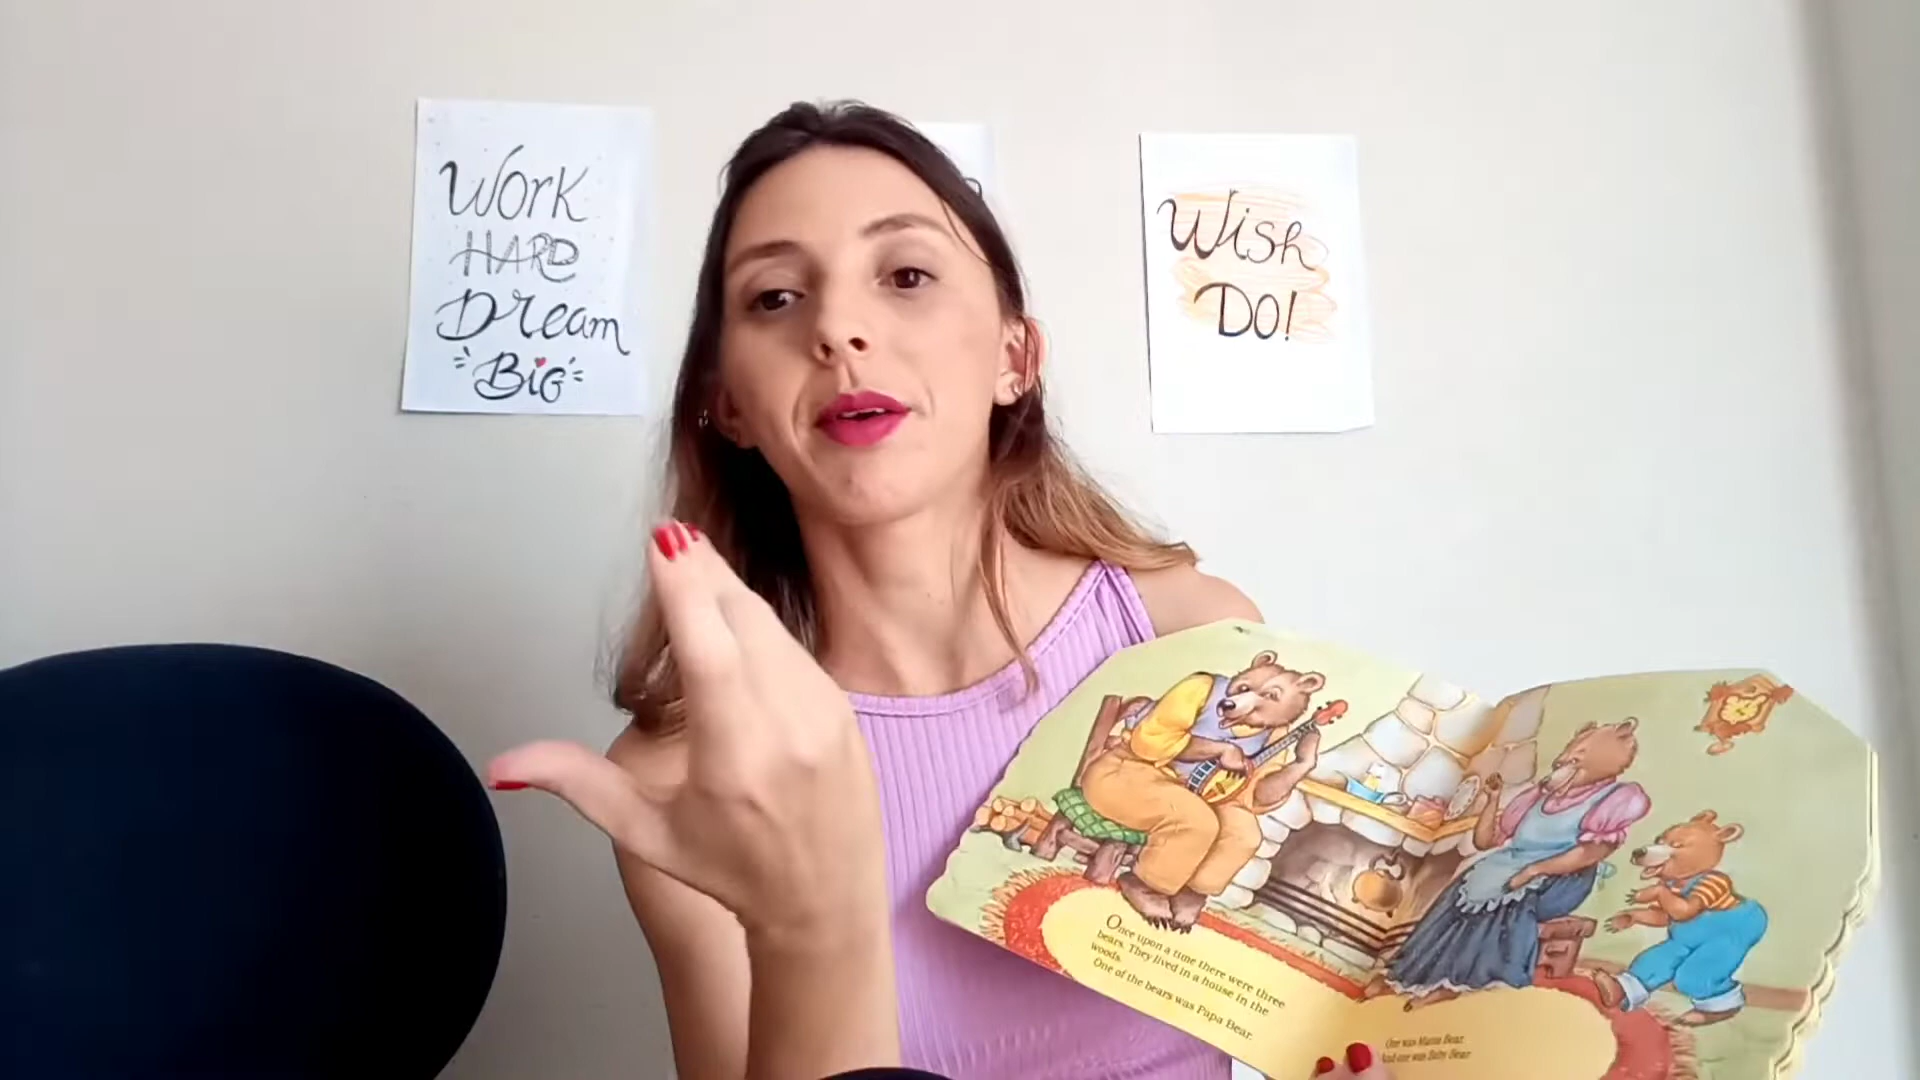 Work
HARD
Dream
BiG
Wish
DO!
Once upon a time there were three
bears. They lived in a house in the
woods.
One of the bears was Papa Bear.
6
One was Mama Bear.
And one was Baby Bear.